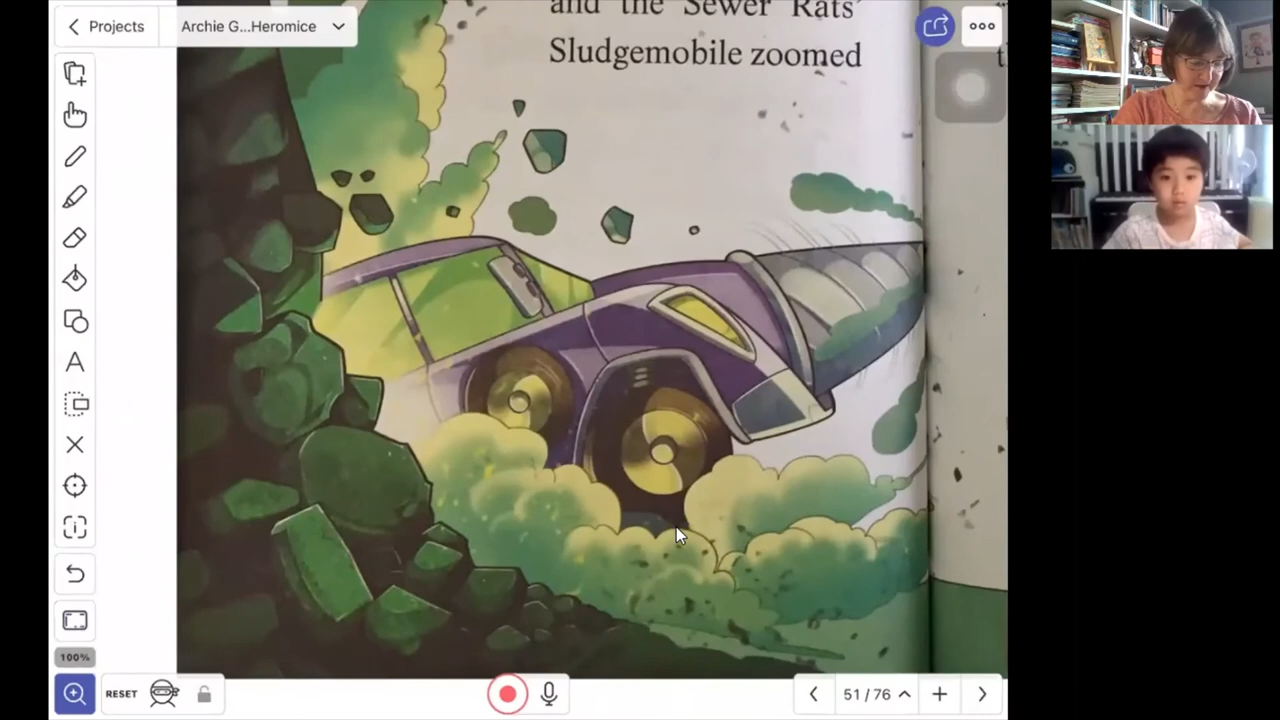 Projects
Archie G...Heromice
and the Sewer Rats'
Sludgemobile zoomed
A
100%
RESET
51 / 76